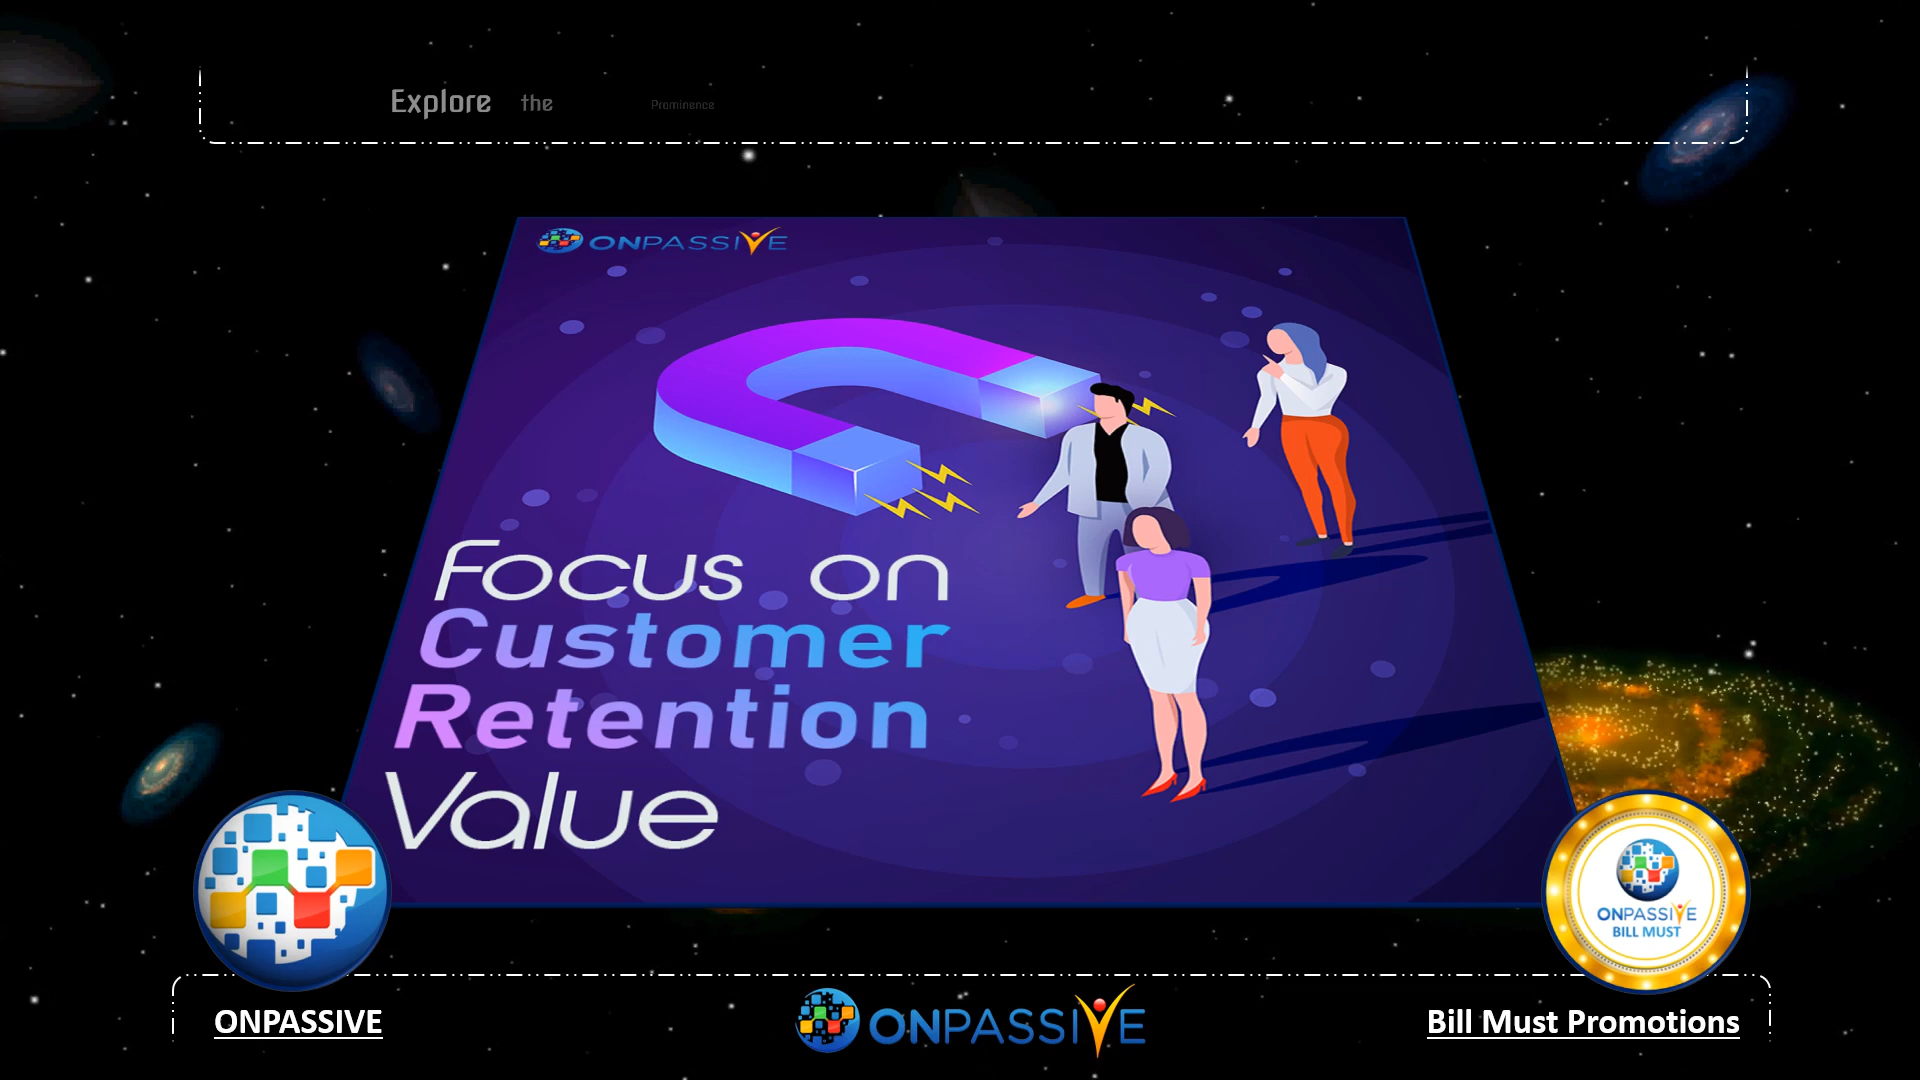 Explore the Prominence
ONPASSIVE
Focus on
Customer
Retention
Value
ONPASSIVE
BILL MUST
ONPASSIVE
ONPASSIVE
Bill Must Promotions